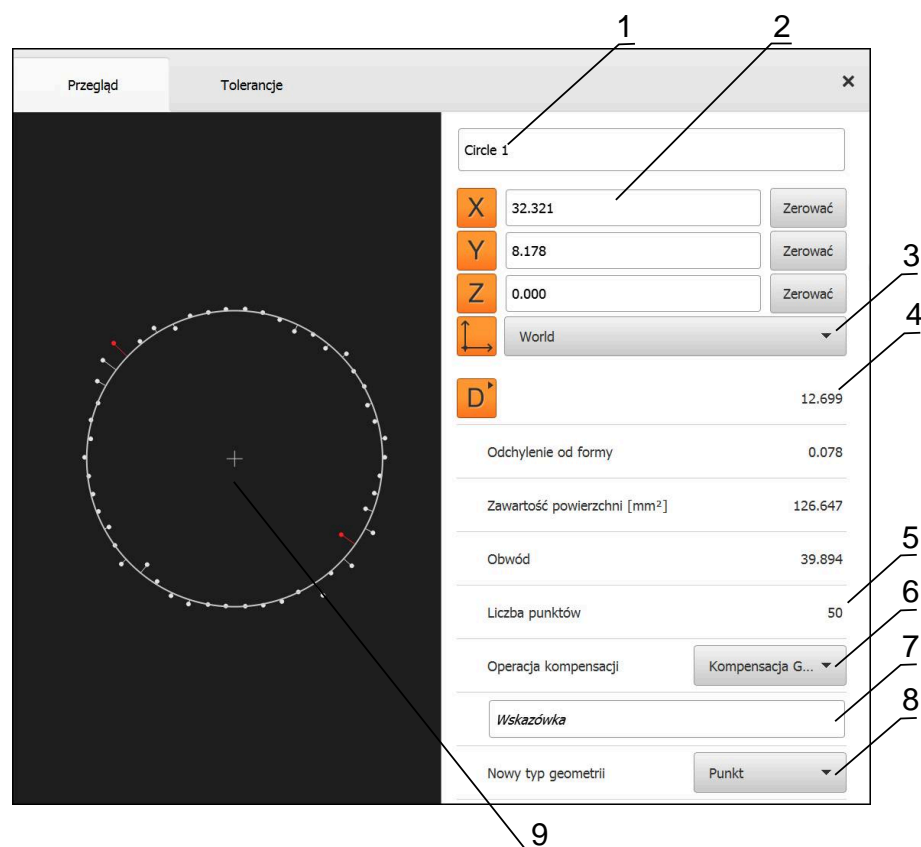 1 2
Przegląd Tolerancje ×
Circle 1
X 32.321 Zerować
Y 8.178 Zerować
3
Z 0.000 Zerować
4
World
D 12.699
Odchylenie od formy 0.078
Zawartość powierzchni [mm²] 126.647
5
Obwód 39.894
6
Liczba punktów 50
7
Operacja kompensacji Kompensacja G...
8
Wskazówka
Nowy typ geometrii Punkt
9